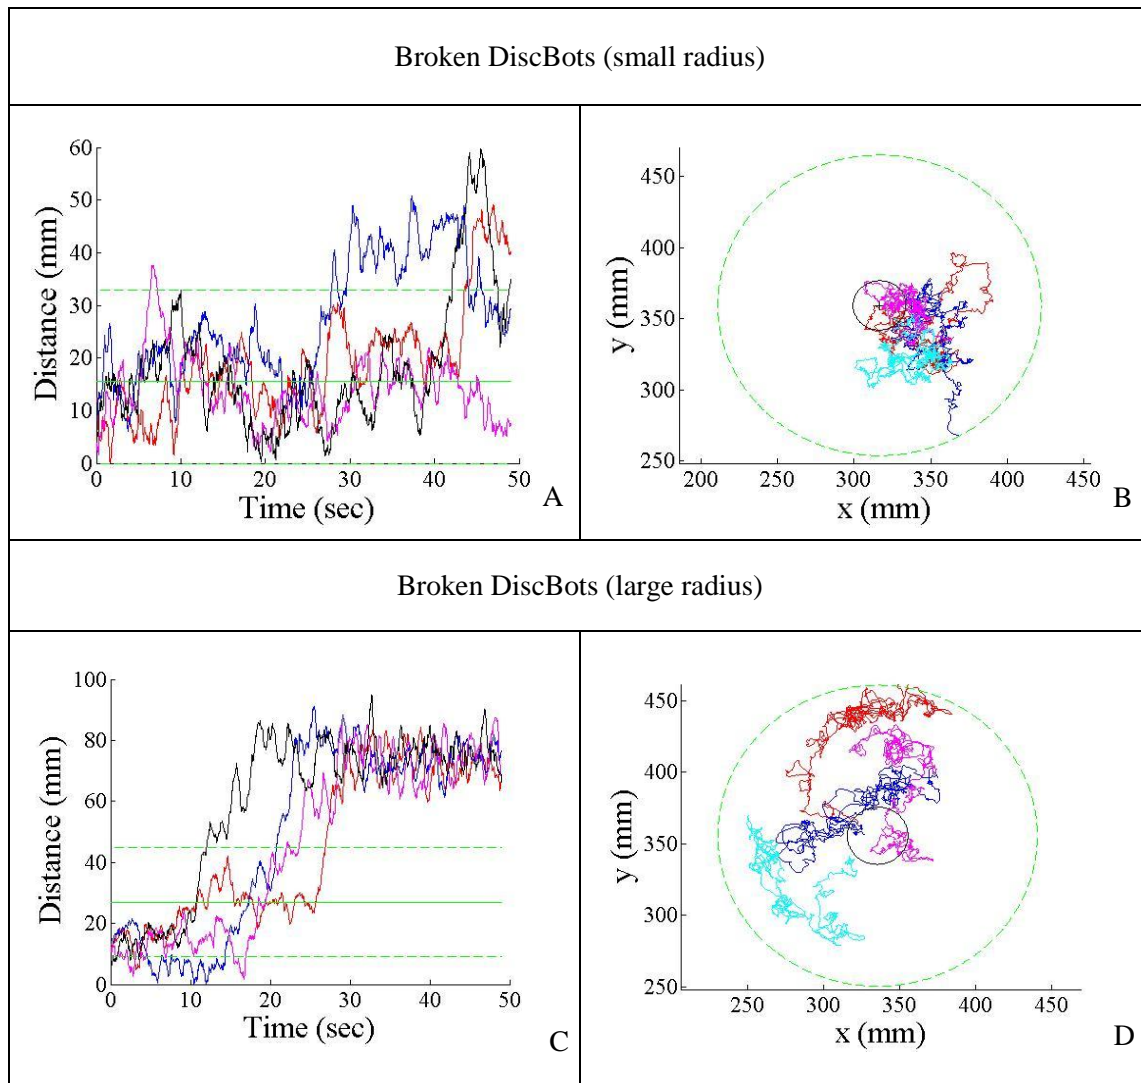 Broken DiscBots (small radius)
60
50
40
30
20
10
0
Distance (mm)
0 10 20 30 40 50
Time (sec)
A
450
400
350
300
250
y (mm)
200 250 300 350 400 450
x (mm)
B
Broken DiscBots (large radius)
100
80
60
40
20
0
Distance (mm)
0 10 20 30 40 50
Time (sec)
C
450
400
350
300
250
y (mm)
250 300 350 400 450
x (mm)
D